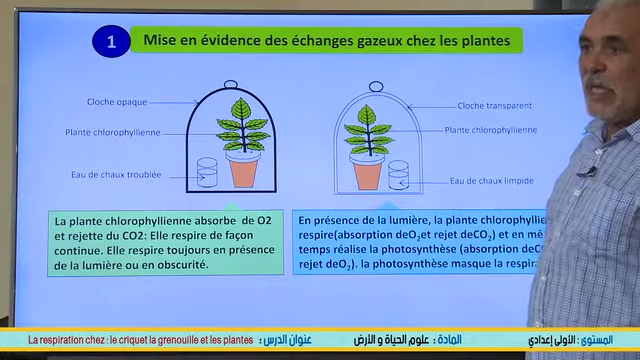 1 Mise en évidence des échanges gazeux chez les plantes
Cloche opaque
Plante chlorophyllienne
Eau de chaux troublée
Cloche transparent
Plante chlorophyllienne
Eau de chaux limpide
La plante chlorophyllienne absorbe de O2
et rejette du CO2: Elle respire de façon
continue. Elle respire toujours en présence
de la lumière ou en obscurité.
En présence de la lumière, la plante
respire(absorption deO2et rejet deCO2) et en
temps réalise la photosynthèse (absorption
rejet deO2). la photosynthèse masque la
المستوى : الأولى إعدادي
المادة : علوم الحياة و الأرض
عنوان الدرس : La respiration chez : le criquet la grenouille et les plantes